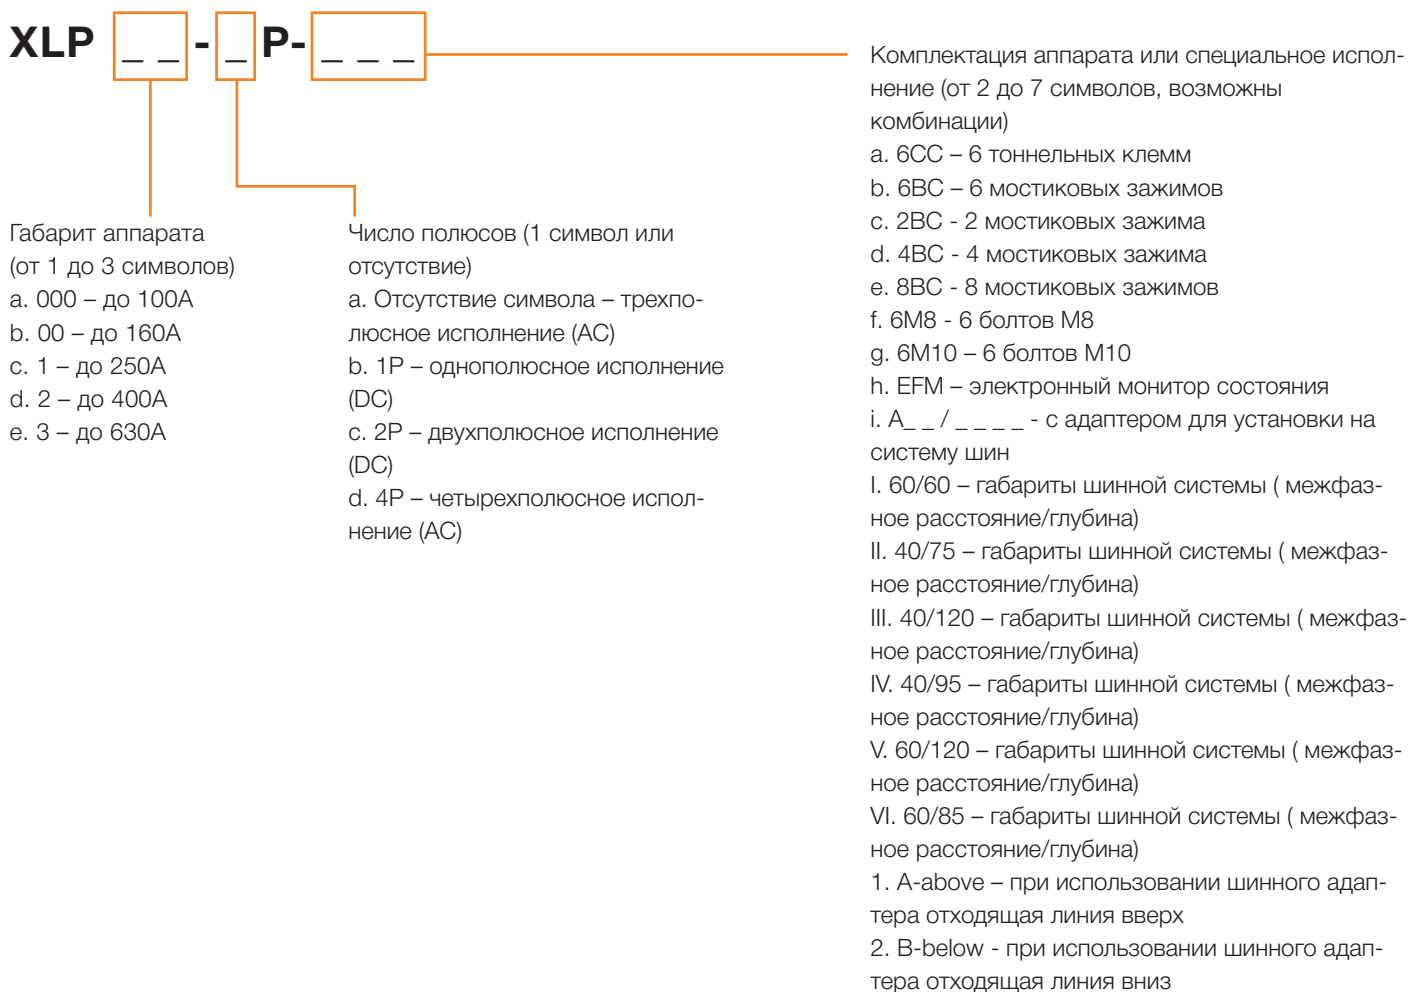 XLP _ _ - _ P- _ _ _
Габарит аппарата
(от 1 до 3 символов)
a. 000 – до 100А
b. 00 – до 160А
c. 1 – до 250А
d. 2 – до 400А
e. 3 – до 630А
Число полюсов (1 символ или
отсутствие)
a. Отсутствие символа – трехпо-
люсное исполнение (AC)
b. 1P – однополюсное исполнение
(DC)
c. 2P – двухполюсное исполнение
(DC)
d. 4P – четырехполюсное испол-
нение (AC)
Комплектация аппарата или специальное испол-
нение (от 2 до 7 символов, возможны
комбинации)
a. 6CC – 6 тоннельных клемм
b. 6BC – 6 мостиковых зажимов
c. 2BC - 2 мостиковых зажима
d. 4BC - 4 мостиковых зажима
e. 8BC - 8 мостиковых зажимов
f. 6M8 - 6 болтов M8
g. 6M10 – 6 болтов M10
h. EFM – электронный монитор состояния
i. A_ _ / _ _ _ _ - с адаптером для установки на
систему шин
I. 60/60 – габариты шинной системы ( межфаз-
ное расстояние/глубина)
II. 40/75 – габариты шинной системы ( межфаз-
ное расстояние/глубина)
III. 40/120 – габариты шинной системы ( межфаз-
ное расстояние/глубина)
IV. 40/95 – габариты шинной системы ( межфаз-
ное расстояние/глубина)
V. 60/120 – габариты шинной системы ( межфаз-
ное расстояние/глубина)
VI. 60/85 – габариты шинной системы ( межфаз-
ное расстояние/глубина)
1. A-above – при использовании шинного адап-
тера отходящая линия вверх
2. B-below - при использовании шинного адап-
тера отходящая линия вниз